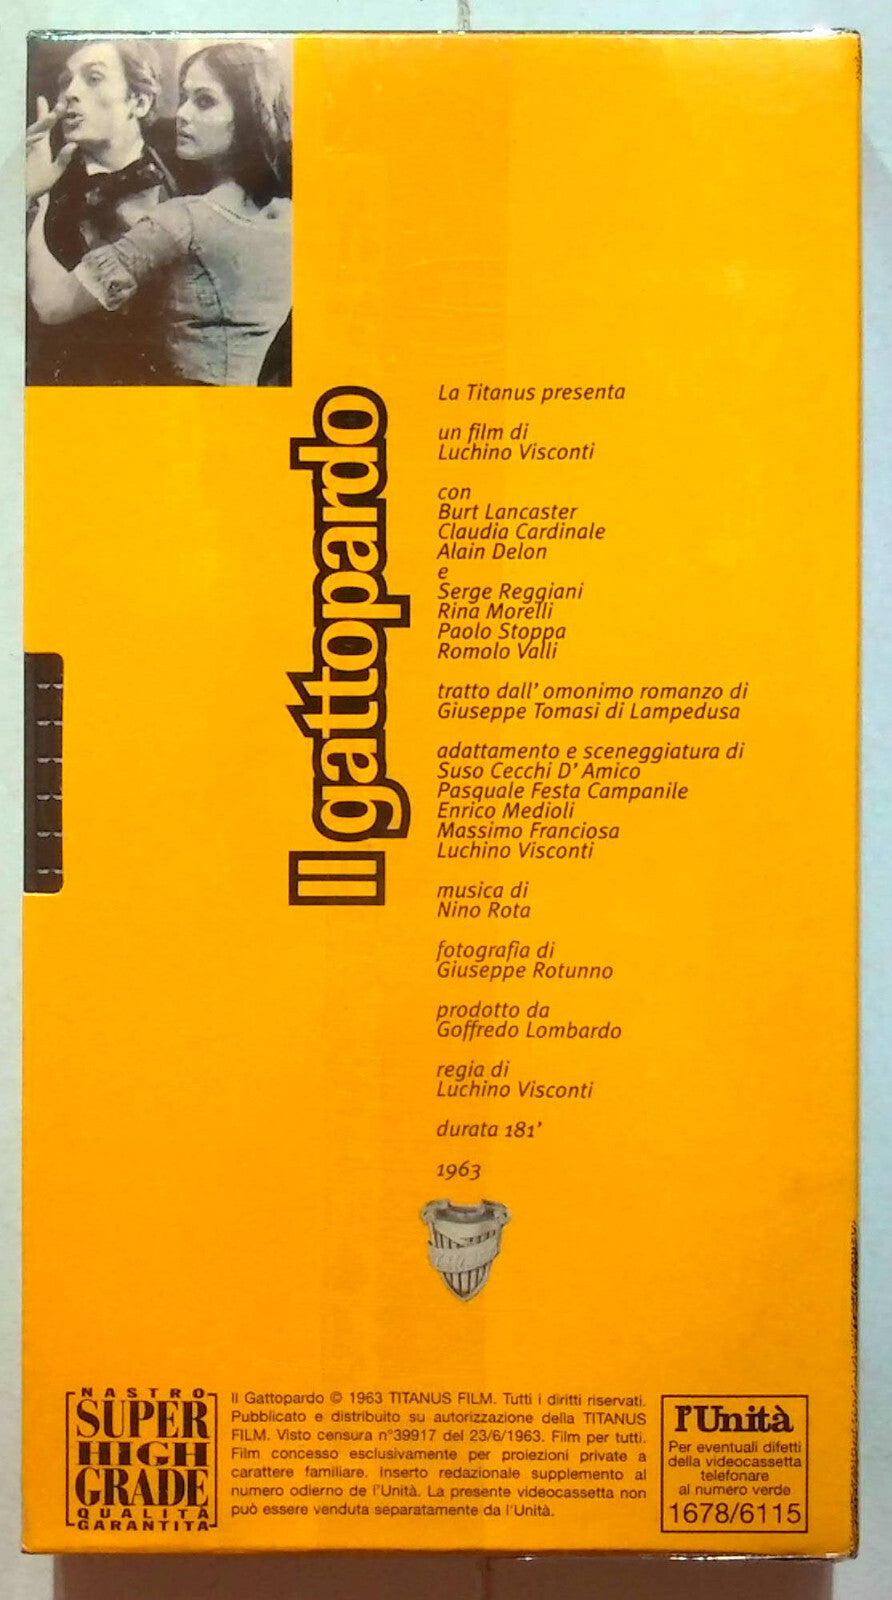 Il gattopardo
La Titanus presenta
un film di
Luchino Visconti
con
Burt Lancaster
Claudia Cardinale
Alain Delon
e
Serge Reggiani
Rina Morelli
Paolo Stoppa
Romolo Valli
tratto dall' omonimo romanzo di
Giuseppe Tomasi di Lampedusa
adattamento e sceneggiatura di
Suso Cecchi D' Amico
Pasquale Festa Campanile
Enrico Medioli
Massimo Franciosa
Luchino Visconti
musica di
Nino Rota
fotografia di
Giuseppe Rotunno
prodotto da
Goffredo Lombardo
regia di
Luchino Visconti
durata 181'
1963
NASTRO
SUPER
HIGH
GRADE
QUALITÀ
GARANTITA
Il Gattopardo © 1963 TITANUS FILM. Tutti i diritti riservati.
Pubblicato e distribuito su autorizzazione della TITANUS
FILM. Visto censura n°39917 del 23/6/1963. Film per tutti.
Film concesso esclusivamente per proiezioni private a
carattere familiare. Inserto redazionale supplemento al
numero odierno de l'Unità. La presente videocassetta non
può essere venduta separatamente da l'Unità.
l'Unità
Per eventuali difetti
della videocassetta
telefonare
al numero verde
1678/6115